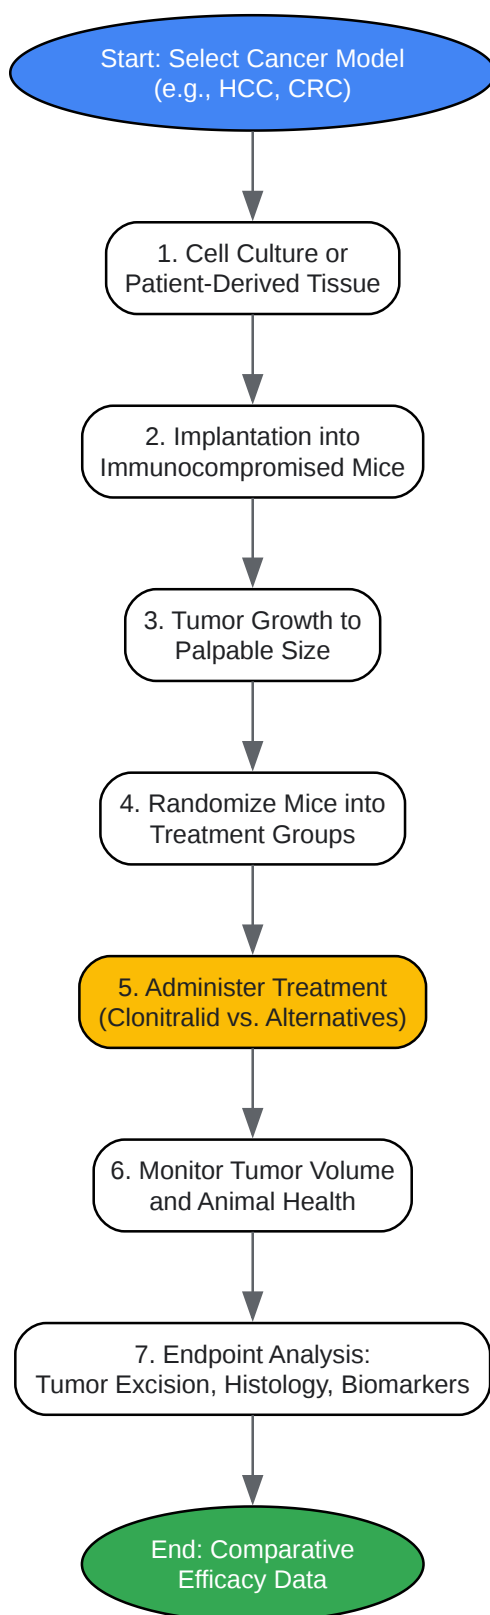 Start: Select Cancer Model
(e.g., HCC, CRC)
1. Cell Culture or
Patient-Derived Tissue
2. Implantation into
Immunocompromised Mice
3. Tumor Growth to
Palpable Size
4. Randomize Mice into
Treatment Groups
5. Administer Treatment
(Clonitralid vs. Alternatives)
6. Monitor Tumor Volume
and Animal Health
7. Endpoint Analysis:
Tumor Excision, Histology, Biomarkers
End: Comparative
Efficacy Data